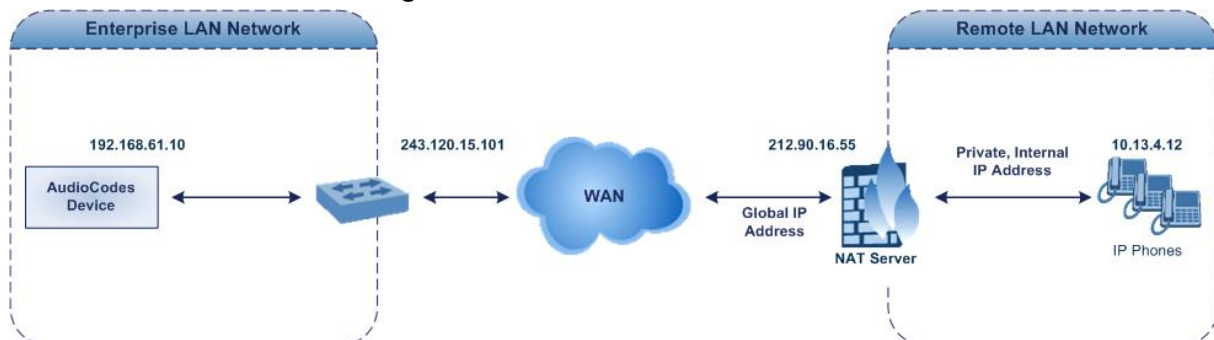 Enterprise LAN Network
Remote LAN Network
192.168.61.10
243.120.15.101
212.90.16.55
Private, Internal
IP Address
10.13.4.12
AudioCodes
Device
WAN
Global IP
Address
NAT Server
IP Phones